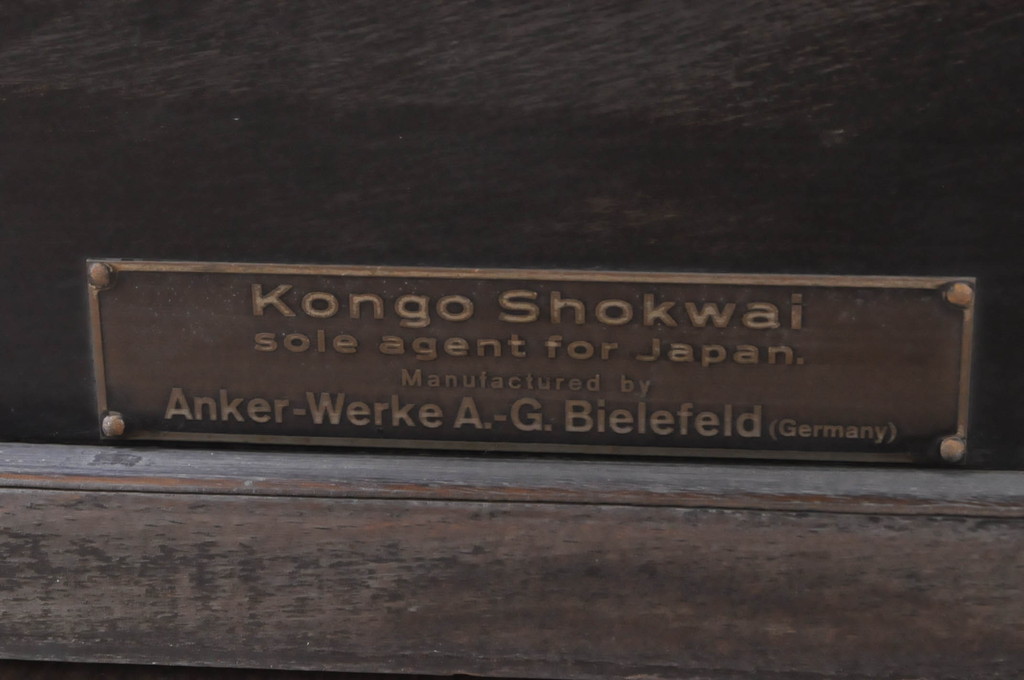 Kongo Shokwai
sole agent for Japan.
Manufactured by
Anker-Werke A.-G. Bielefeld (Germany)